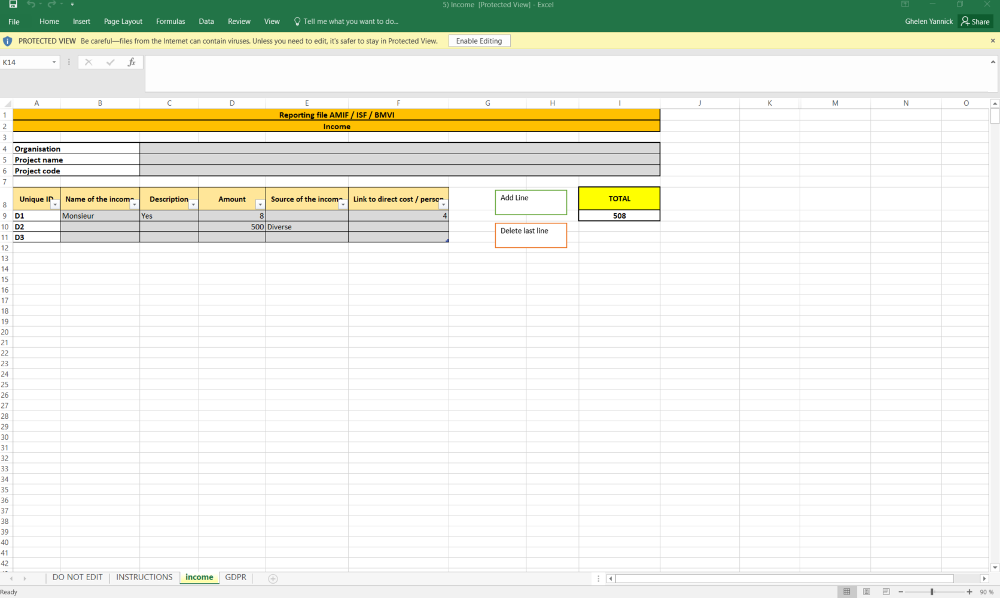 5) Income [Protected View] - Excel
File Home Insert Page Layout Formulas Data Review View Tell me what you want to do... Ghelen Yannick Share
PROTECTED VIEW Be careful—files from the Internet can contain viruses. Unless you need to edit, it's safer to stay in Protected View. Enable Editing
K14 fx
A B C D E F G H I J K L M N O
1 Reporting file AMIF / ISF / BMVI
2 Income
3
4 Organisation
5 Project name
6 Project code
7
8 Unique ID Name of the income Description Amount Source of the income Link to direct cost / person Add Line TOTAL
9 D1 Monsieur Yes 8 4 508
10 D2 500 Diverse Delete last line
11 D3
12
13
14
15
16
17
18
19
20
21
22
23
24
25
26
27
28
29
30
31
32
33
34
35
36
37
38
39
40
41
42
DO NOT EDIT INSTRUCTIONS income GDPR
Ready 90 %